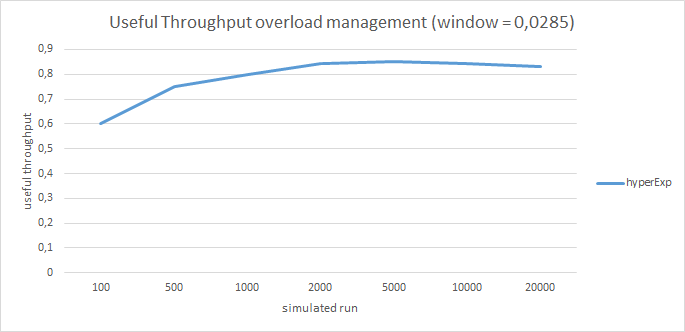 Useful Throughput overload management (window = 0,0285)
0,9
0,8
0,7
0,6
0,5
0,4
0,3
0,2
0,1
0
useful throughput
100 500 1000 2000 5000 10000 20000
simulated run
hyperExp